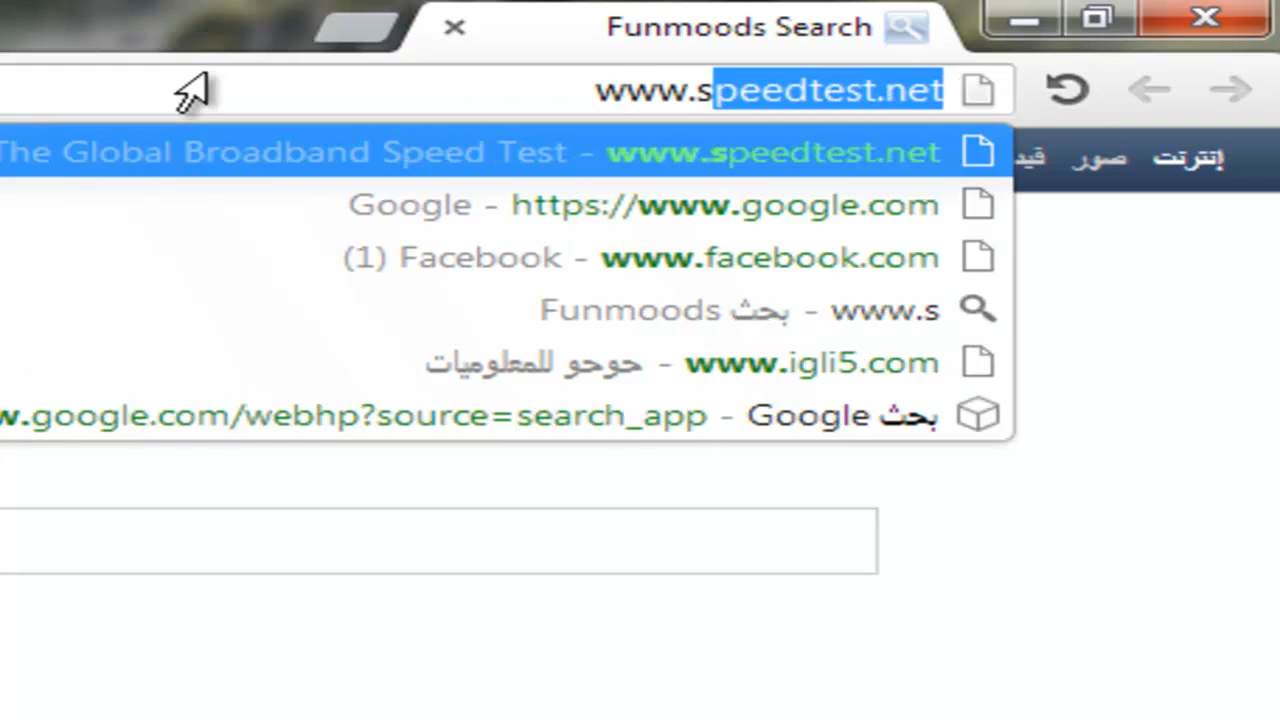 Funmoods Search
www.speedtest.net
إنترنت صور
The Global Broadband Speed Test - www.speedtest.net
Google - https://www.google.com
(1) Facebook - www.facebook.com
www.s - بحث Funmoods
www.igli5.com - حوحو للمعلوميات
بحث Google - w.google.com/webhp?source=search_app